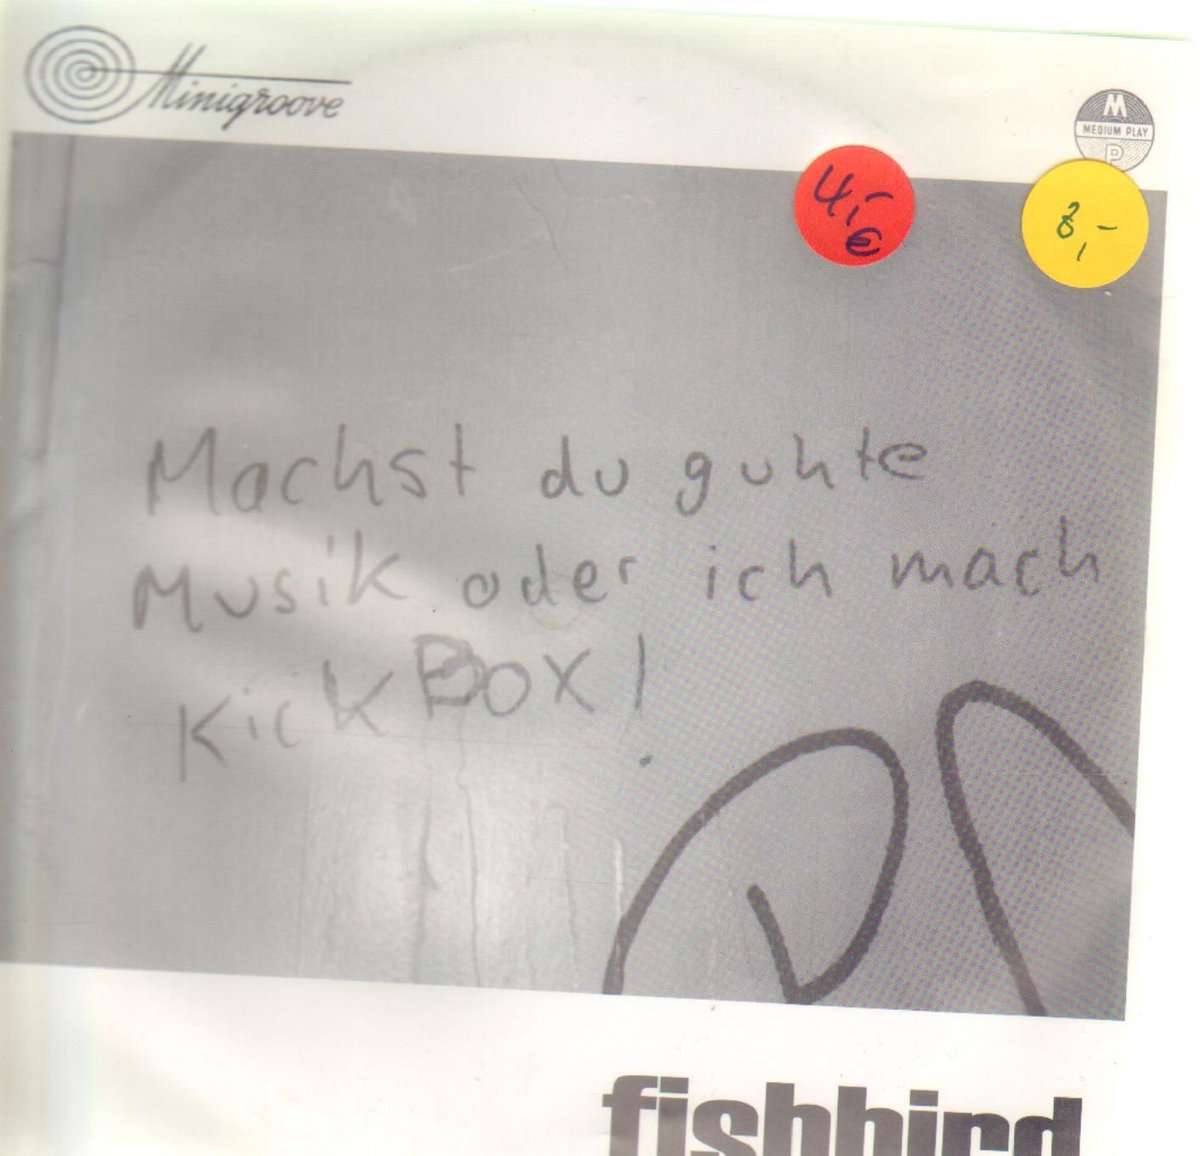 Minigroove
M
MEDIUM PLAY
P
4,- €
8,-
Machst du guhte
Musik oder ich mach
KickBox!
fishbird